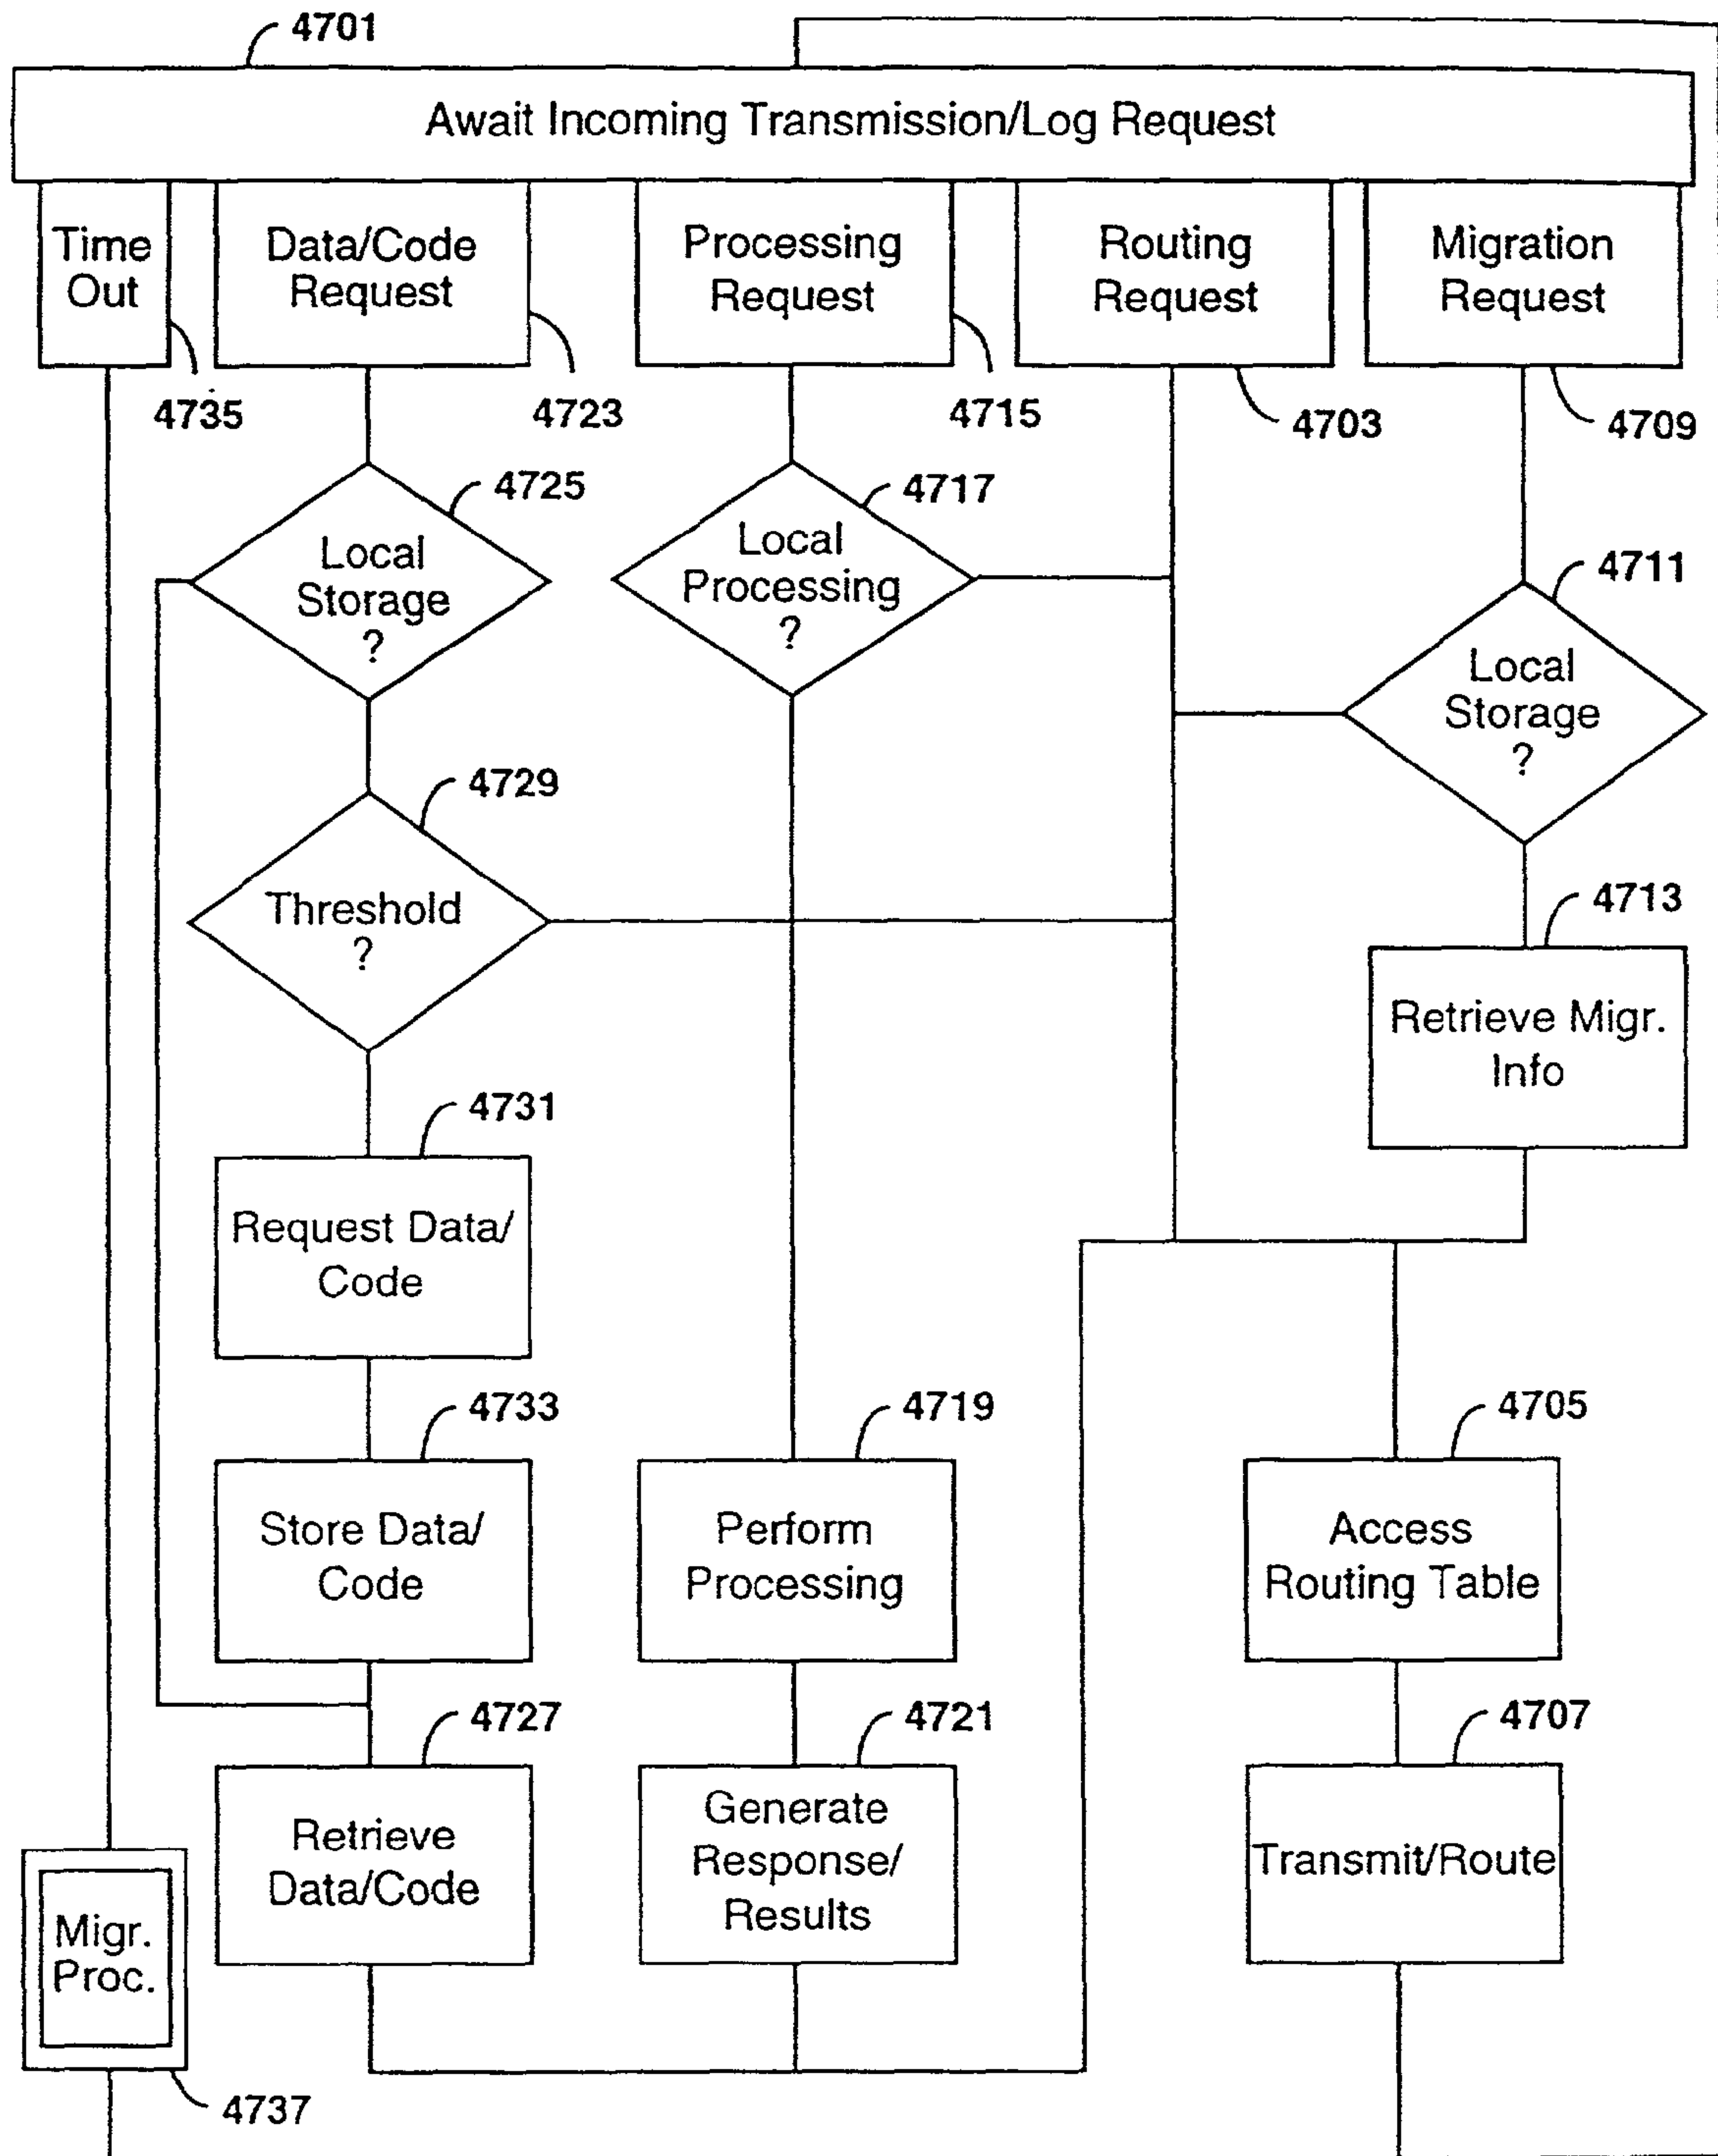 4701
Await Incoming Transmission/Log Request
Time
Out
Data/Code
Request
Processing
Request
Routing
Request
Migration
Request
4735
4723
4715
4703
4709
4725
Local
Storage
?
4717
Local
Processing
?
4711
Local
Storage
?
4729
Threshold
?
4713
Retrieve Migr.
Info
4731
Request Data/
Code
4733
Store Data/
Code
4719
Perform
Processing
4705
Access
Routing Table
4727
Retrieve
Data/Code
4721
Generate
Response/
Results
4707
Transmit/Route
Migr.
Proc.
4737